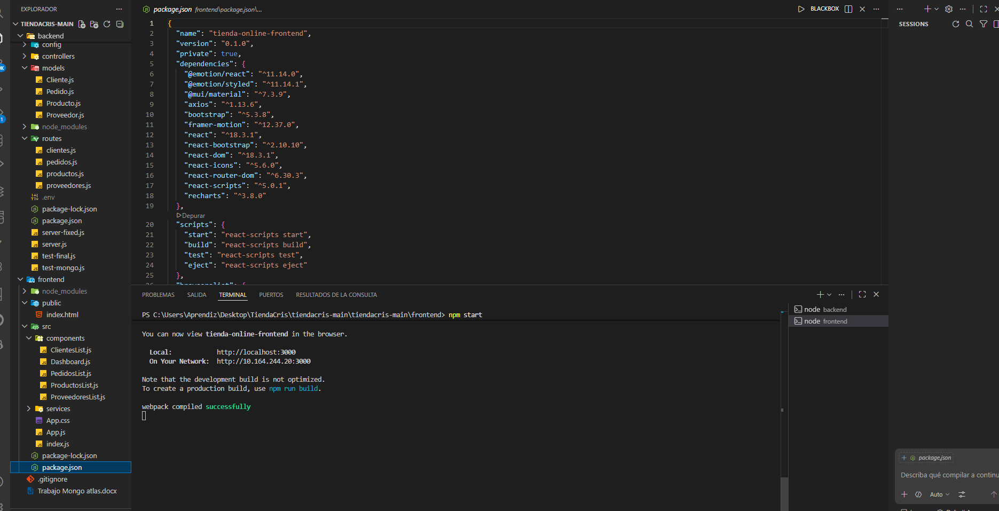 EXPLORADOR
TIENDACRIS-MAIN
backend
config
controllers
models
Cliente.js
Pedido.js
Producto.js
Proveedor.js
node_modules
routes
clientes.js
pedidos.js
productos.js
proveedores.js
.env
package-lock.json
package.json
server-fixed.js
server.js
test-final.js
test-mongo.js
frontend
node_modules
public
index.html
src
components
ClientesList.js
Dashboard.js
PedidosList.js
ProductosList.js
ProveedoresList.js
services
App.css
App.js
index.js
package-lock.json
package.json
.gitignore
Trabajo Mongo atlas.docx
package.json frontend\package.json\...
BLACKBOX
1 {
2 "name": "tienda-online-frontend",
3 "version": "0.1.0",
4 "private": true,
5 "dependencies": {
6 "@emotion/react": "^11.14.0",
7 "@emotion/styled": "^11.14.1",
8 "@mui/material": "^7.3.9",
9 "axios": "^1.13.6",
10 "bootstrap": "^5.3.8",
11 "framer-motion": "^12.37.0",
12 "react": "^18.3.1",
13 "react-bootstrap": "^2.10.10",
14 "react-dom": "^18.3.1",
15 "react-icons": "^5.6.0",
16 "react-router-dom": "^6.30.3",
17 "react-scripts": "^5.0.1",
18 "recharts": "^3.8.0"
19 },
Depurar
20 "scripts": {
21 "start": "react-scripts start",
22 "build": "react-scripts build",
23 "test": "react-scripts test",
24 "eject": "react-scripts eject"
25 },
PROBLEMAS SALIDA TERMINAL PUERTOS RESULTADOS DE LA CONSULTA
PS C:\Users\Aprendiz\Desktop\TiendaCris\tiendacris-main\tiendacris-main\frontend> npm start
You can now view tienda-online-frontend in the browser.
Local: http://localhost:3000
On Your Network: http://10.164.244.20:3000
Note that the development build is not optimized.
To create a production build, use npm run build.
webpack compiled successfully
node backend
node frontend
SESSIONS
package.json
Describa qué compilar a continu
Auto